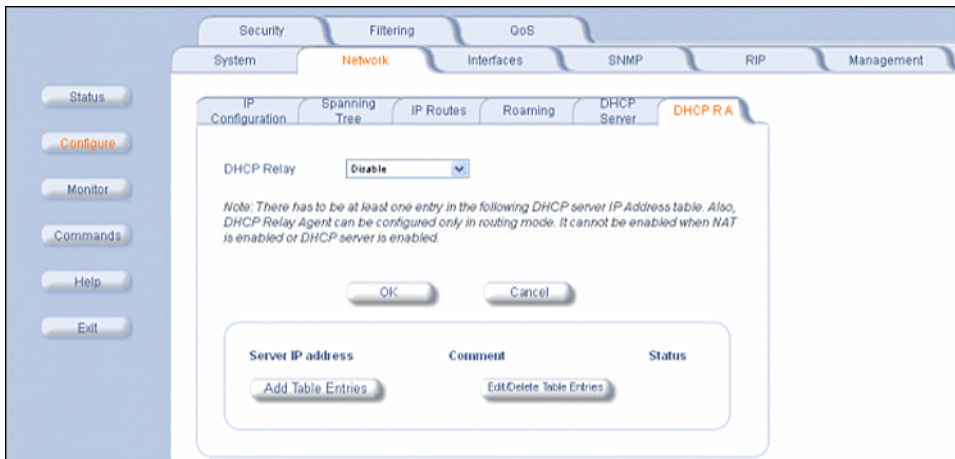 Security Filtering QoS
System Network Interfaces SNMP RIP Management
Status
Configure
Monitor
Commands
Help
Exit
IP Configuration Spanning Tree IP Routes Roaming DHCP Server DHCP R A
DHCP Relay Disable
Note: There has to be at least one entry in the following DHCP server IP Address table. Also,
DHCP Relay Agent can be configured only in routing mode. It cannot be enabled when NAT
is enabled or DHCP server is enabled.
OK Cancel
Server IP address Comment Status
Add Table Entries Edit/Delete Table Entries